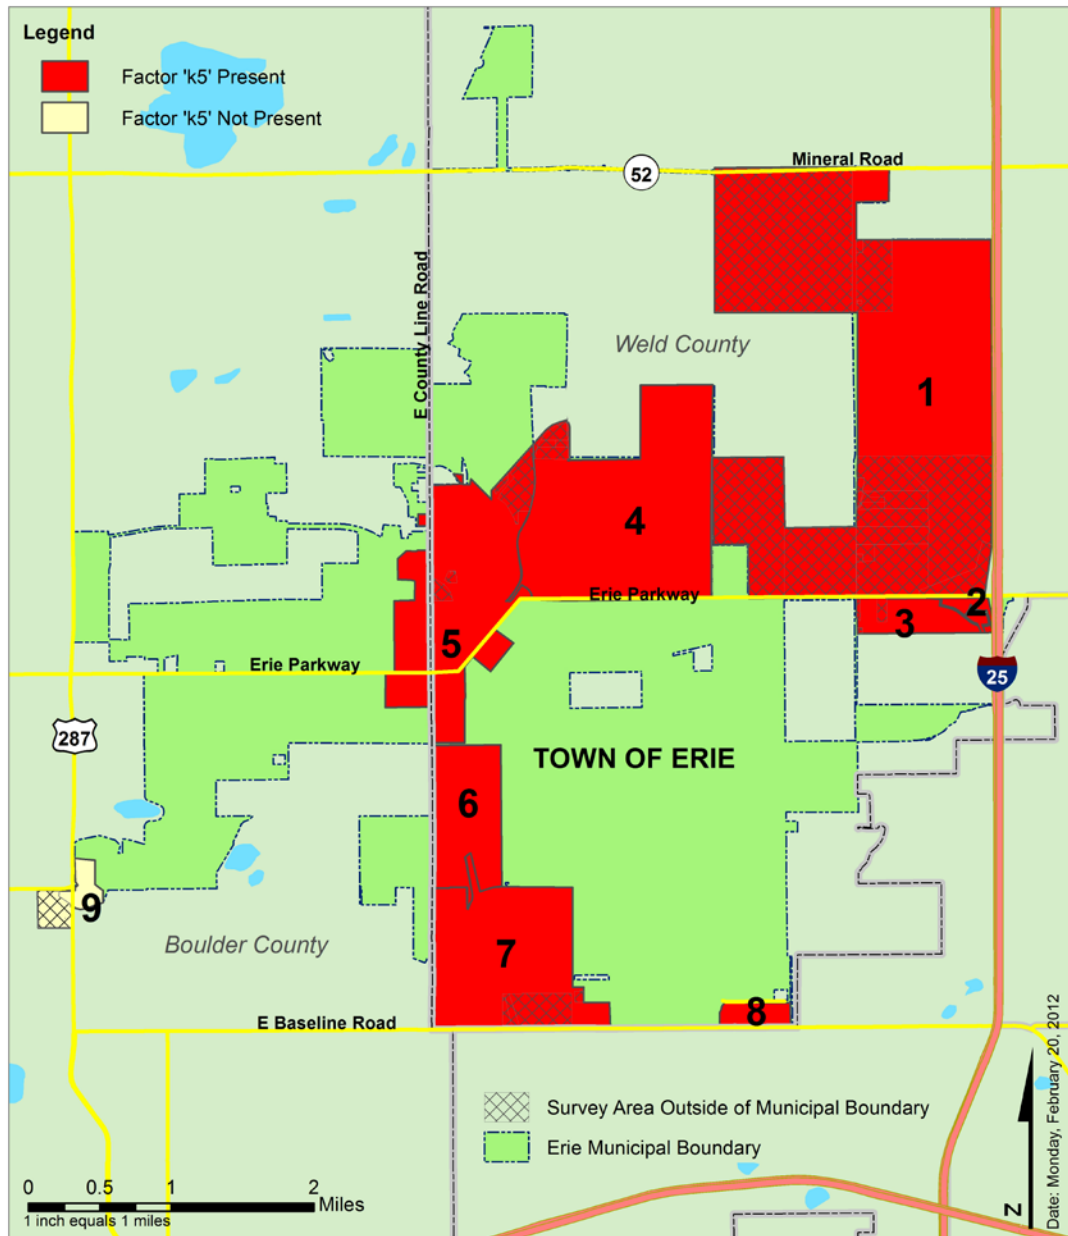 Legend
Factor 'k5' Present
Factor 'k5' Not Present
Mineral Road
52
E County Line Road
Weld County
1
4
Erie Parkway
2
3
5
Erie Parkway
25
287
TOWN OF ERIE
6
9
Boulder County
7
8
E Baseline Road
Survey Area Outside of Municipal Boundary
Erie Municipal Boundary
0 0.5 1 2
Miles
1 inch equals 1 miles
N
Date: Monday, February 20, 2012